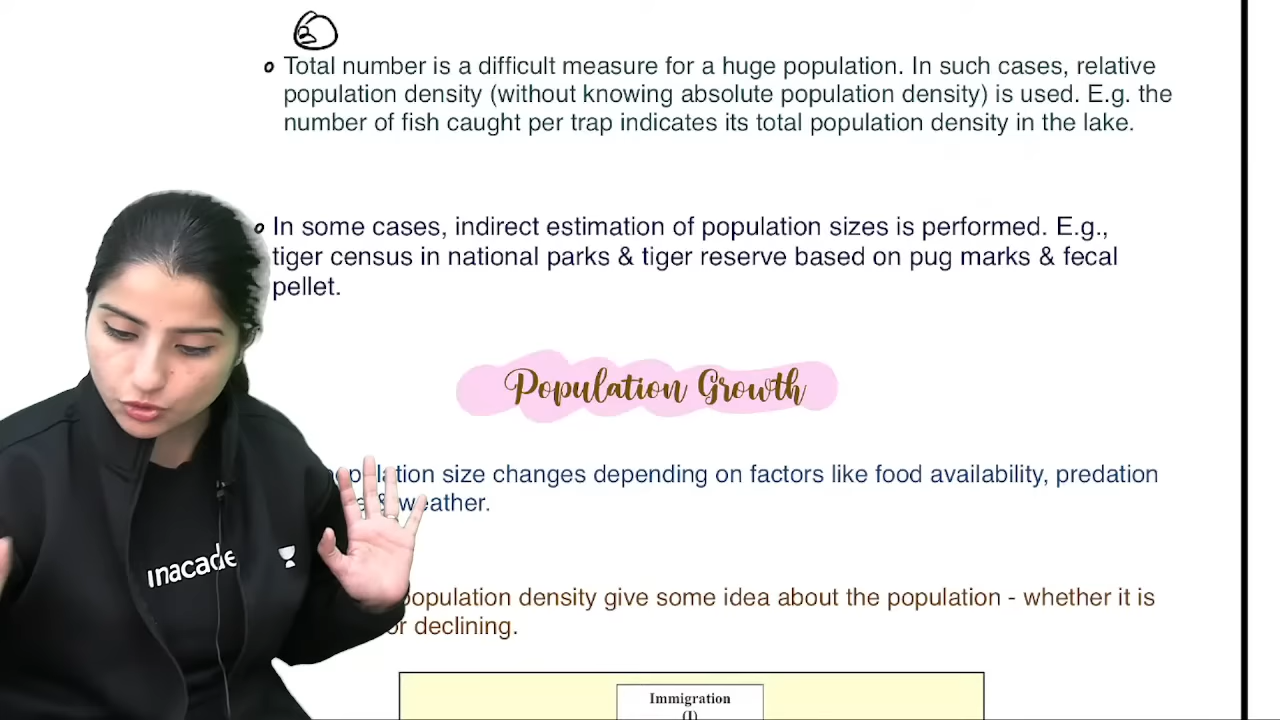 Total number is a difficult measure for a huge population. In such cases, relative
population density (without knowing absolute population density) is used. E.g. the
number of fish caught per trap indicates its total population density in the lake.
In some cases, indirect estimation of population sizes is performed. E.g.,
tiger census in national parks & tiger reserve based on pug marks & fecal
pellet.
Population Growth
population size changes depending on factors like food availability, predation
& weather.
population density give some idea about the population - whether it is
or declining.
Immigration
(I)